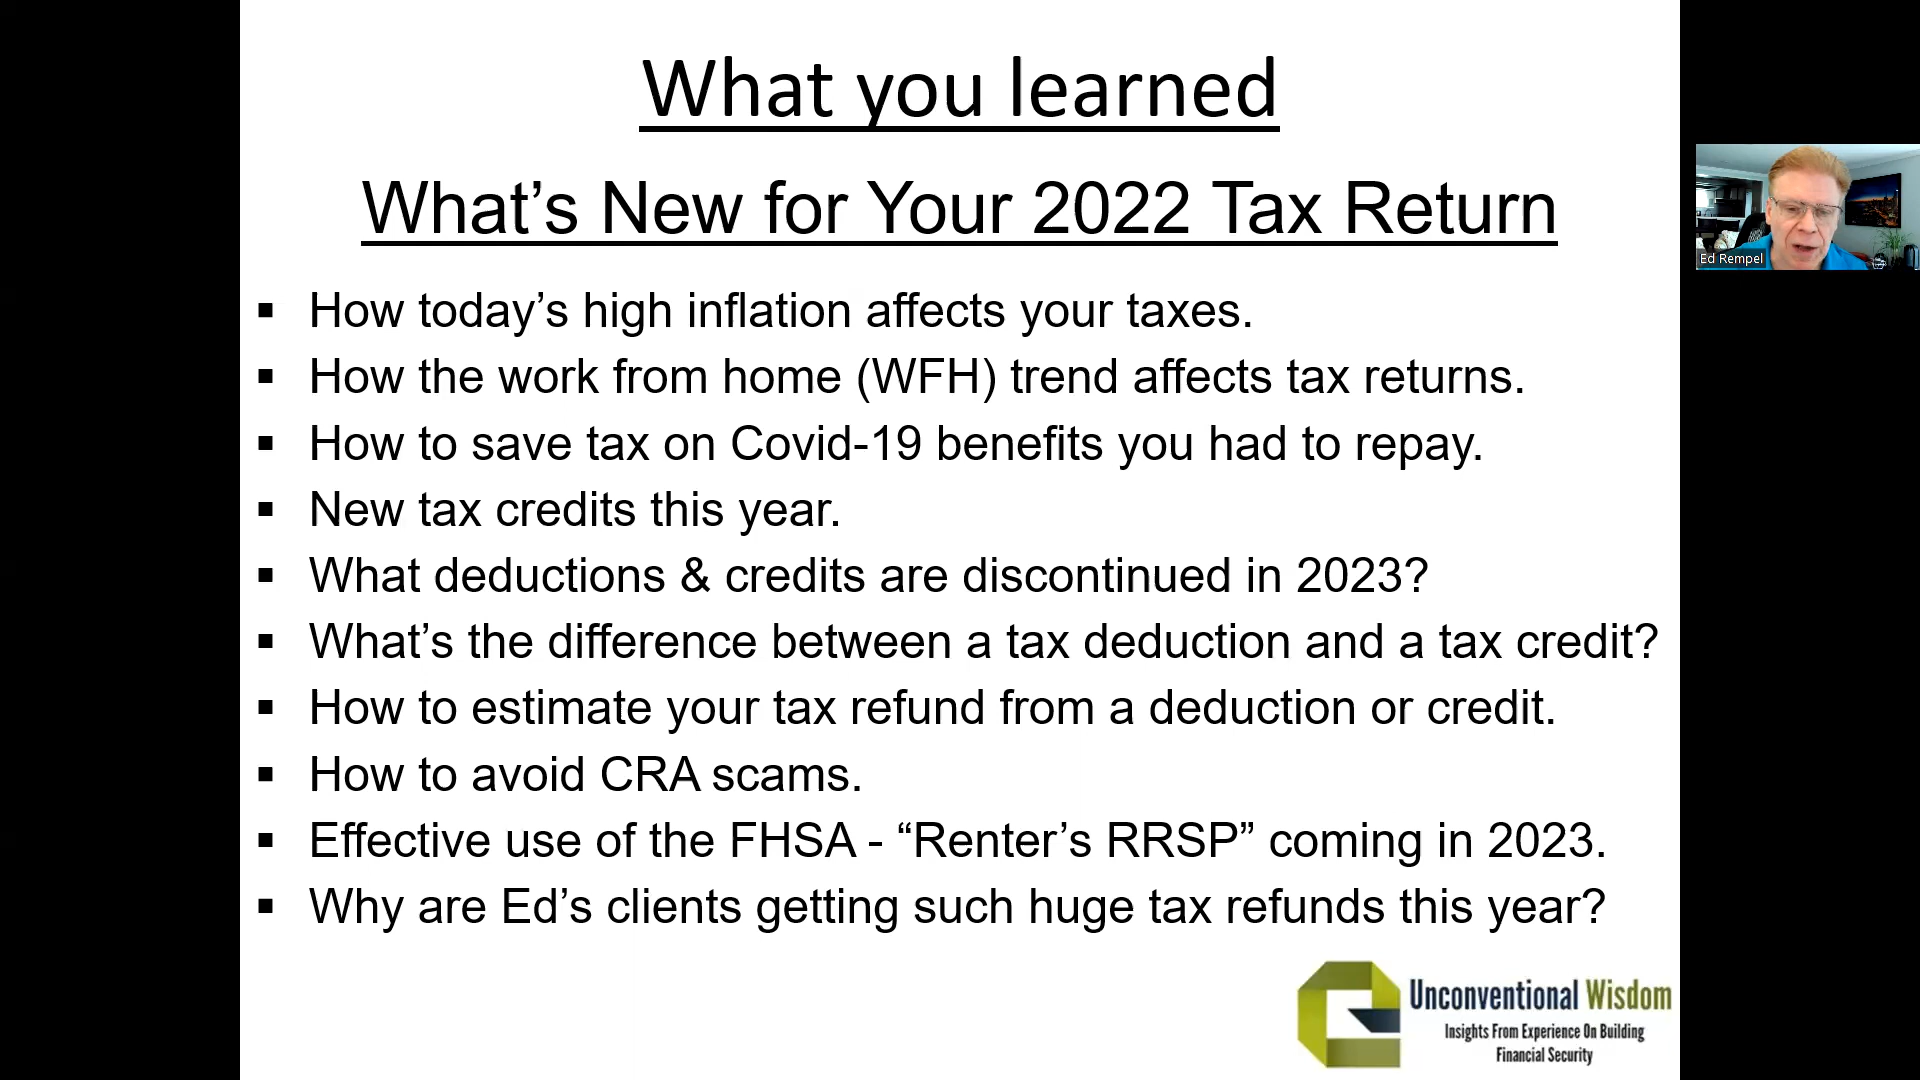 What you learned
What’s New for Your 2022 Tax Return
▪ How today’s high inflation affects your taxes.
▪ How the work from home (WFH) trend affects tax returns.
▪ How to save tax on Covid-19 benefits you had to repay.
▪ New tax credits this year.
▪ What deductions & credits are discontinued in 2023?
▪ What’s the difference between a tax deduction and a tax credit?
▪ How to estimate your tax refund from a deduction or credit.
▪ How to avoid CRA scams.
▪ Effective use of the FHSA - “Renter’s RRSP” coming in 2023.
▪ Why are Ed’s clients getting such huge tax refunds this year?
Ed Rempel
Unconventional Wisdom
Insights From Experience On Building
Financial Security